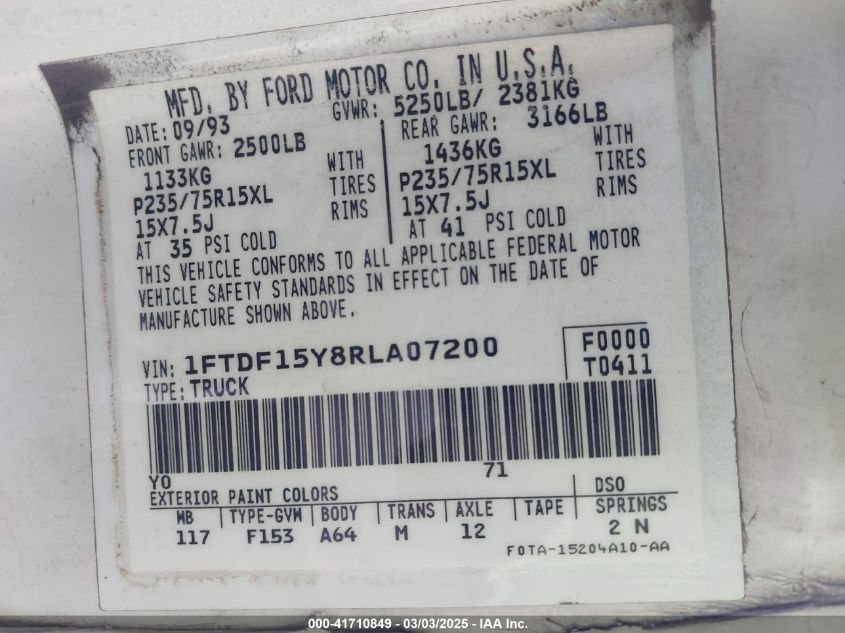 MFD. BY FORD MOTOR CO. IN U.S.A.
DATE: 09/93 GVWR: 5250LB/ 2381KG
FRONT GAWR: 2500LB REAR GAWR: 3166LB
1133KG WITH 1436KG WITH
P235/75R15XL TIRES P235/75R15XL TIRES
15X7.5J RIMS 15X7.5J RIMS
AT 35 PSI COLD AT 41 PSI COLD
THIS VEHICLE CONFORMS TO ALL APPLICABLE FEDERAL MOTOR
VEHICLE SAFETY STANDARDS IN EFFECT ON THE DATE OF
MANUFACTURE SHOWN ABOVE.
VIN: 1FTDF15Y8RLA07200 F0000
TYPE: TRUCK T0411
YO 71
EXTERIOR PAINT COLORS DSO
WB TYPE-GVW BODY TRANS AXLE TAPE SPRINGS
117 F153 A64 M 12 2 N
F0TA-15204A10-AA
000-41710849 - 03/03/2025 - IAA Inc.